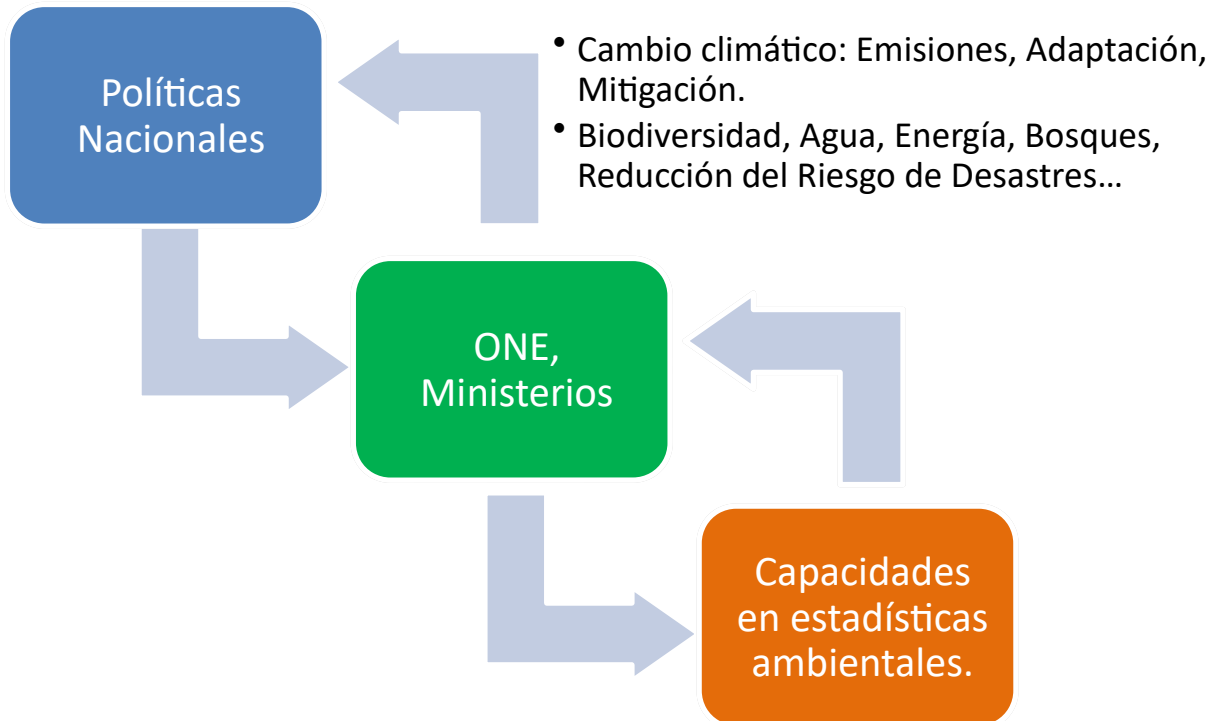 Políticas
Nacionales
• Cambio climático: Emisiones, Adaptación,
Mitigación.
• Biodiversidad, Agua, Energía, Bosques,
Reducción del Riesgo de Desastres…
ONE,
Ministerios
Capacidades
en estadísticas
ambientales.